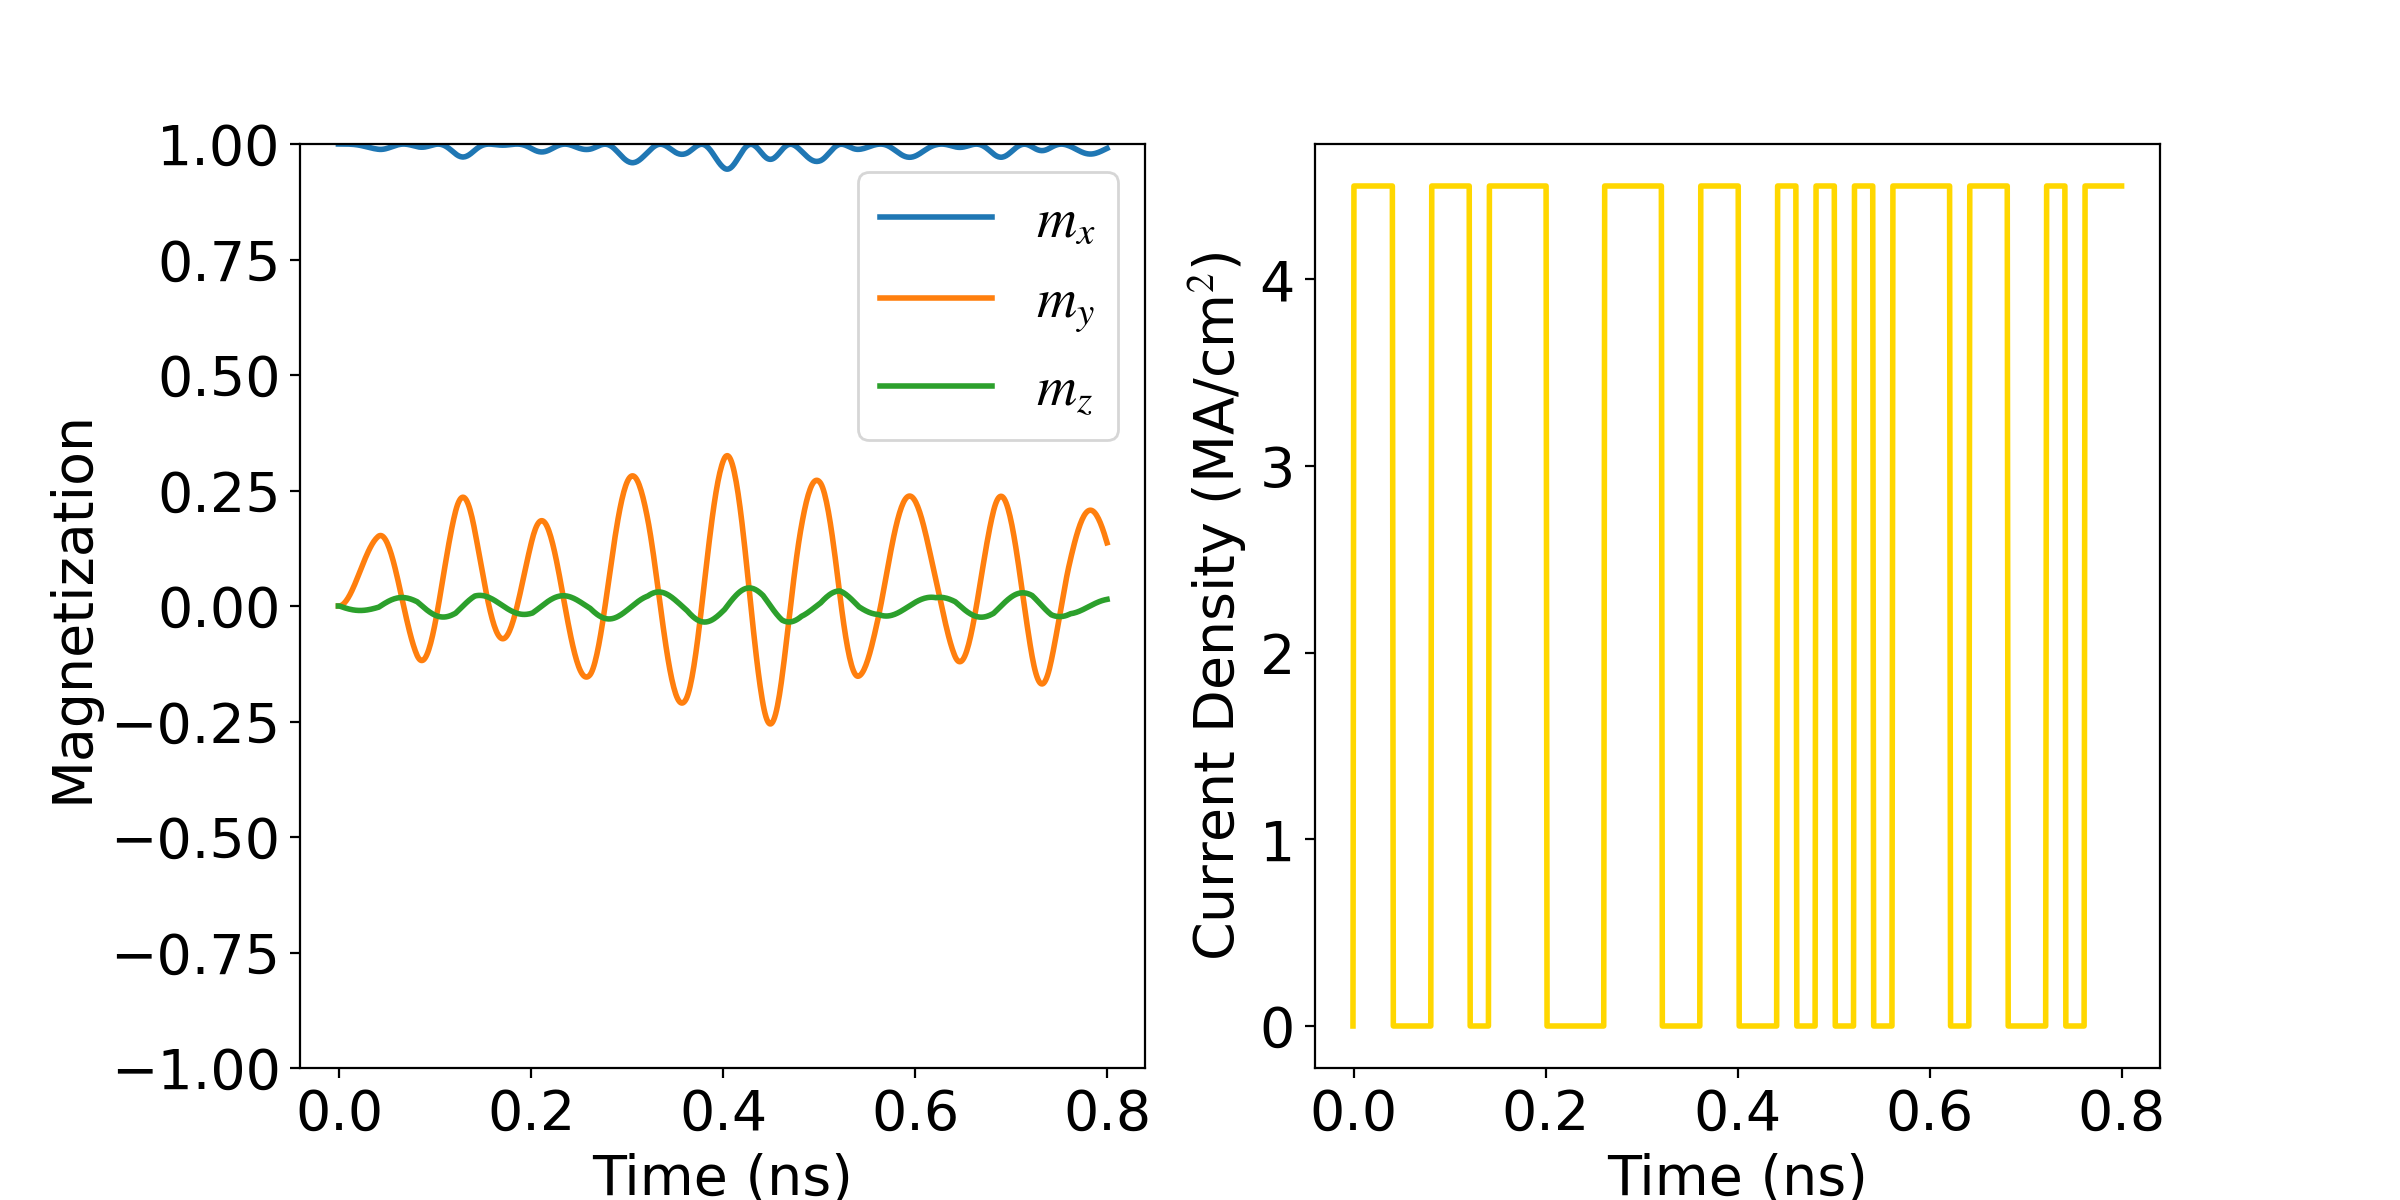 Magnetization
1.00
0.75
0.50
0.25
0.00
−0.25
−0.50
−0.75
−1.00
0.0 0.2 0.4 0.6 0.8
Time (ns)
m_x
m_y
m_z
Current Density (MA/cm²)
4
3
2
1
0
0.0 0.2 0.4 0.6 0.8
Time (ns)